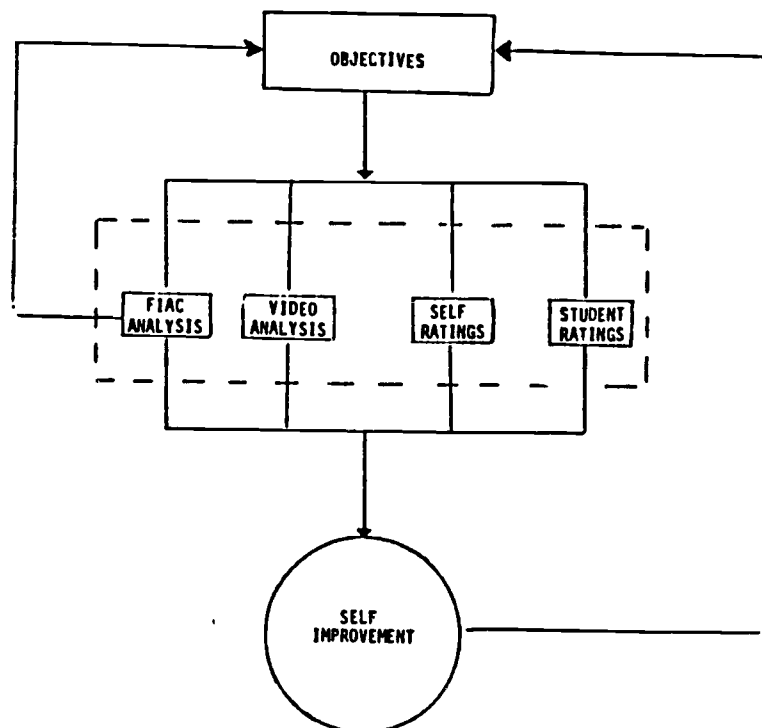 OBJECTIVES
FIAC
ANALYSIS
VIDEO
ANALYSIS
SELF
RATINGS
STUDENT
RATINGS
SELF
IMPROVEMENT